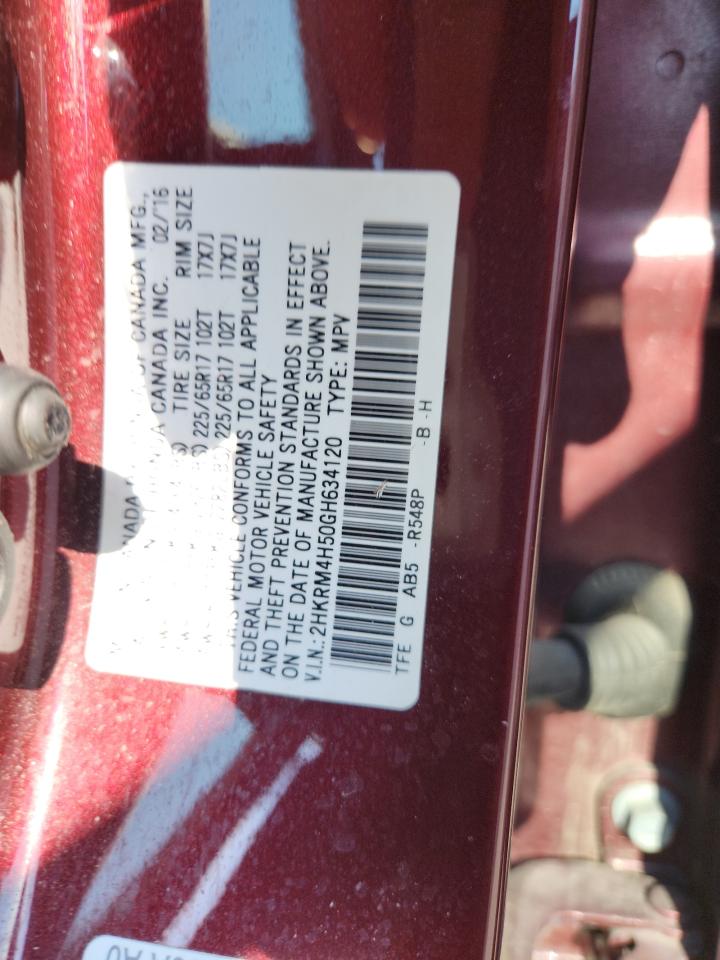 CANADA MFG.,
CANADA INC. 02/'16
TIRE SIZE RIM SIZE
225/65R17 102T 17X7J
225/65R17 102T 17X7J
VEHICLE CONFORMS TO ALL APPLICABLE
FEDERAL MOTOR VEHICLE SAFETY
AND THEFT PREVENTION STANDARDS IN EFFECT
ON THE DATE OF MANUFACTURE SHOWN ABOVE.
V.I.N.: 2HKRM4H50GH634120 TYPE: MPV
TFE G AB5 -R548P -B -H